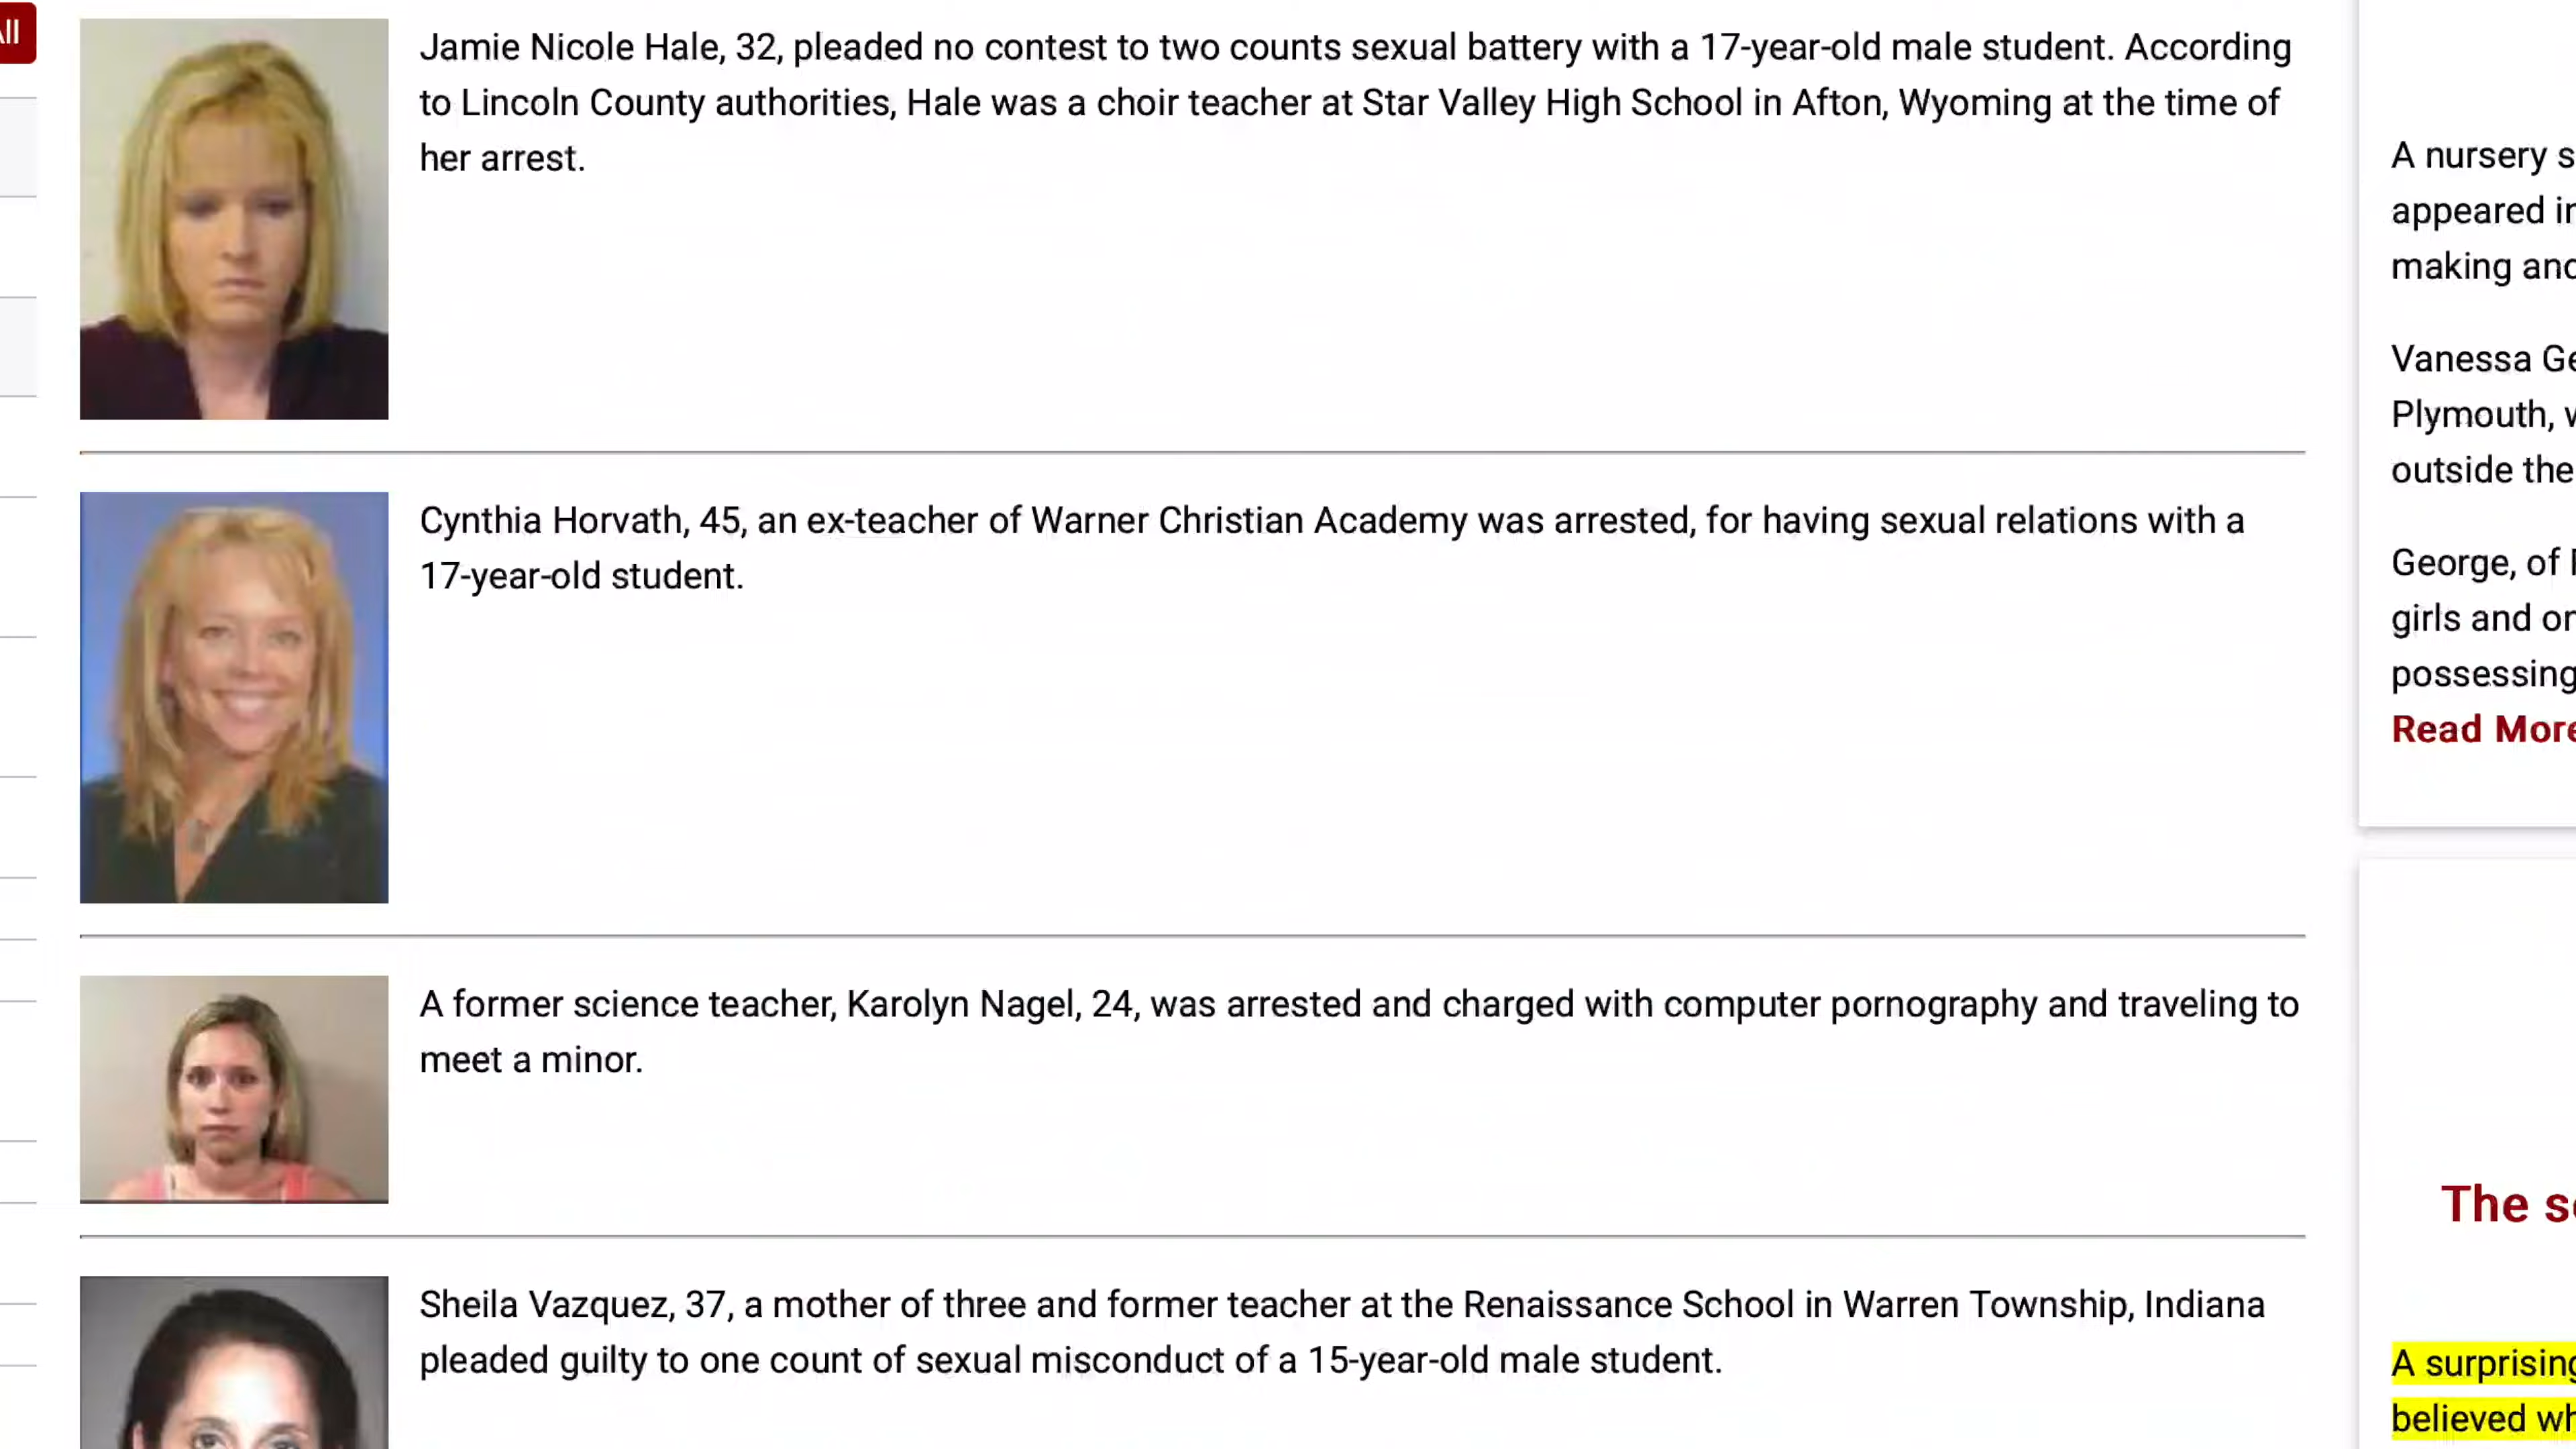 All
Jamie Nicole Hale, 32, pleaded no contest to two counts sexual battery with a 17-year-old male student. According
to Lincoln County authorities, Hale was a choir teacher at Star Valley High School in Afton, Wyoming at the time of
her arrest.
Cynthia Horvath, 45, an ex-teacher of Warner Christian Academy was arrested, for having sexual relations with a
17-year-old student.
A former science teacher, Karolyn Nagel, 24, was arrested and charged with computer pornography and traveling to
meet a minor.
Sheila Vazquez, 37, a mother of three and former teacher at the Renaissance School in Warren Township, Indiana
pleaded guilty to one count of sexual misconduct of a 15-year-old male student.
A nursery
appeared
making
Vanessa
Plymouth,
outside the
George, of
girls and
possessing
Read More
The
A surprising
believed